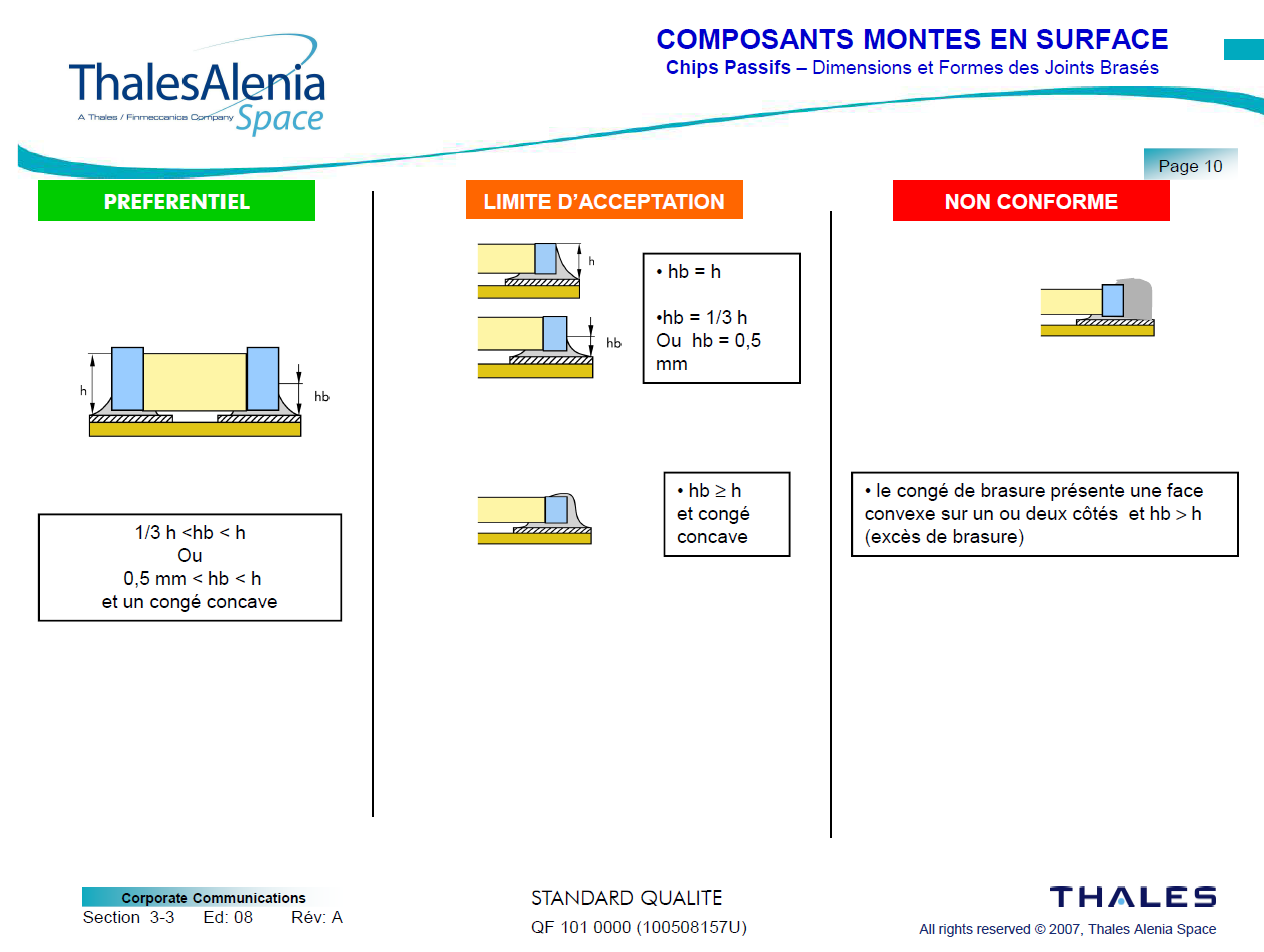 ThalesAlenia
A Thales / Finmeccanica Company
Space
COMPOSANTS MONTES EN SURFACE
Chips Passifs – Dimensions et Formes des Joints Brasés
Page 10
PREFERENTIEL
h
hb
1/3 h <hb < h
Ou
0,5 mm < hb < h
et un congé concave
LIMITE D’ACCEPTATION
h
hb
• hb = h
•hb = 1/3 h
Ou hb = 0,5
mm
• hb ≥ h
et congé
concave
NON CONFORME
• le congé de brasure présente une face
convexe sur un ou deux côtés et hb > h
(excès de brasure)
Corporate Communications
Section 3-3 Ed: 08 Rév: A
STANDARD QUALITE
QF 101 0000 (100508157U)
THALES
All rights reserved © 2007, Thales Alenia Space